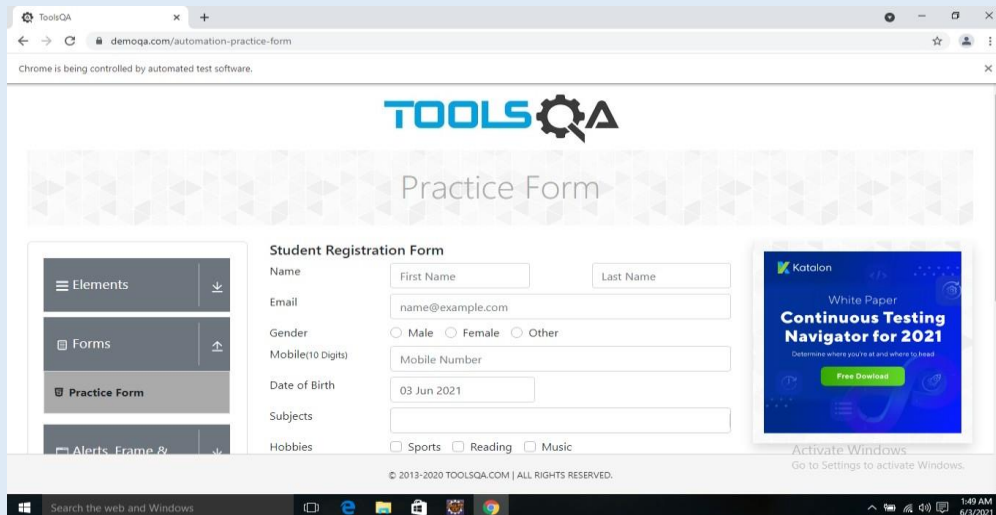 ToolsQA
demoqa.com/automation-practice-form
Chrome is being controlled by automated test software.
TOOLSQA
Practice Form
Elements
Forms
Practice Form
Alerts, Frame &
Student Registration Form
Name First Name Last Name
Email name@example.com
Gender Male Female Other
Mobile(10 Digits) Mobile Number
Date of Birth 03 Jun 2021
Subjects
Hobbies Sports Reading Music
Katalon
White Paper
Continuous Testing
Navigator for 2021
Determine where you're at and where to head
Free Dowload
Activate Windows
Go to Settings to activate Windows.
© 2013-2020 TOOLSQA.COM | ALL RIGHTS RESERVED.
Search the web and Windows
1:49 AM
6/3/2021